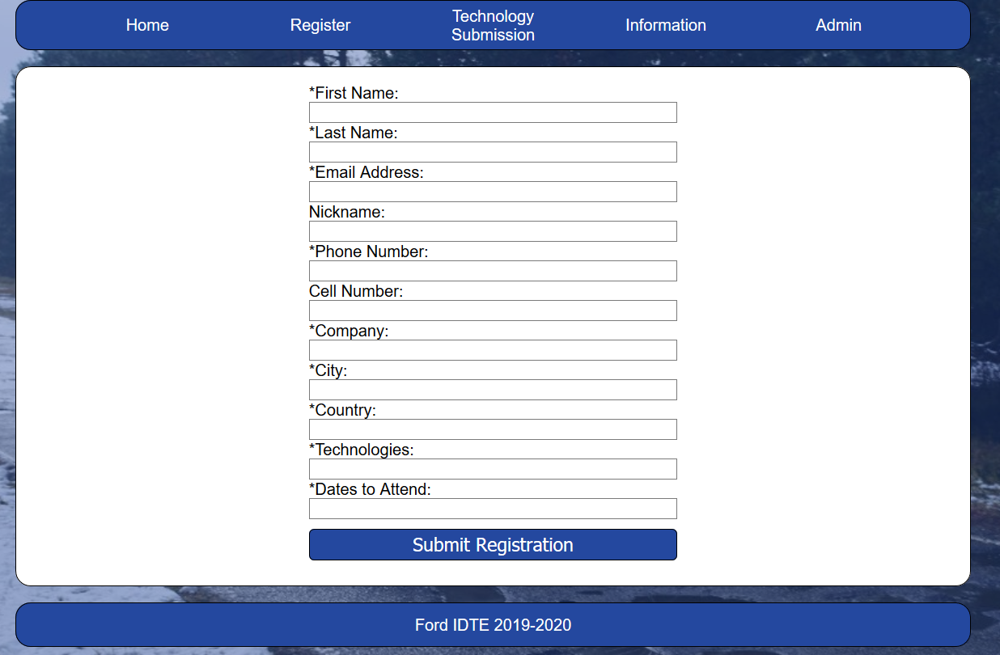 Home
Register
Technology
Submission
Information
Admin
*First Name:
*Last Name:
*Email Address:
Nickname:
*Phone Number:
Cell Number:
*Company:
*City:
*Country:
*Technologies:
*Dates to Attend:
Submit Registration
Ford IDTE 2019-2020